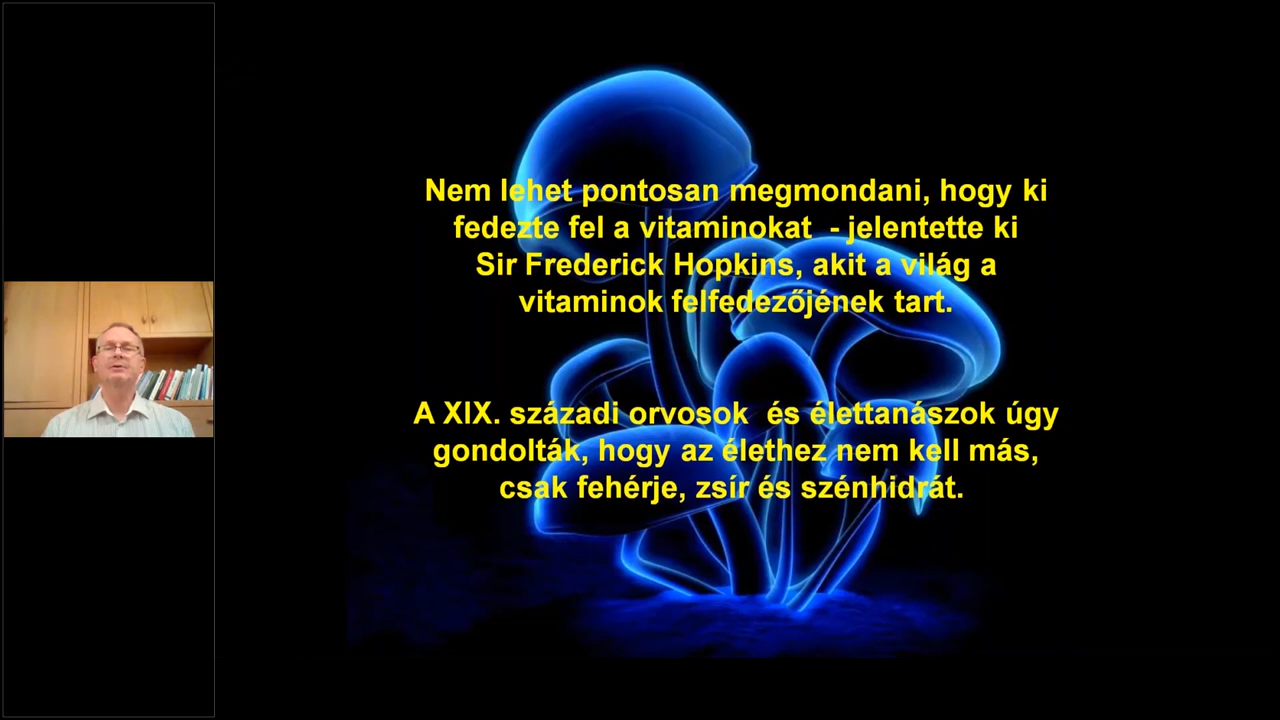 Nem lehet pontosan megmondani, hogy ki
fedezte fel a vitaminokat - jelentette ki
Sir Frederick Hopkins, akit a világ a
vitaminok felfedezőjének tart.
A XIX. századi orvosok és élettanászok úgy
gondolták, hogy az élethez nem kell más,
csak fehérje, zsír és szénhidrát.